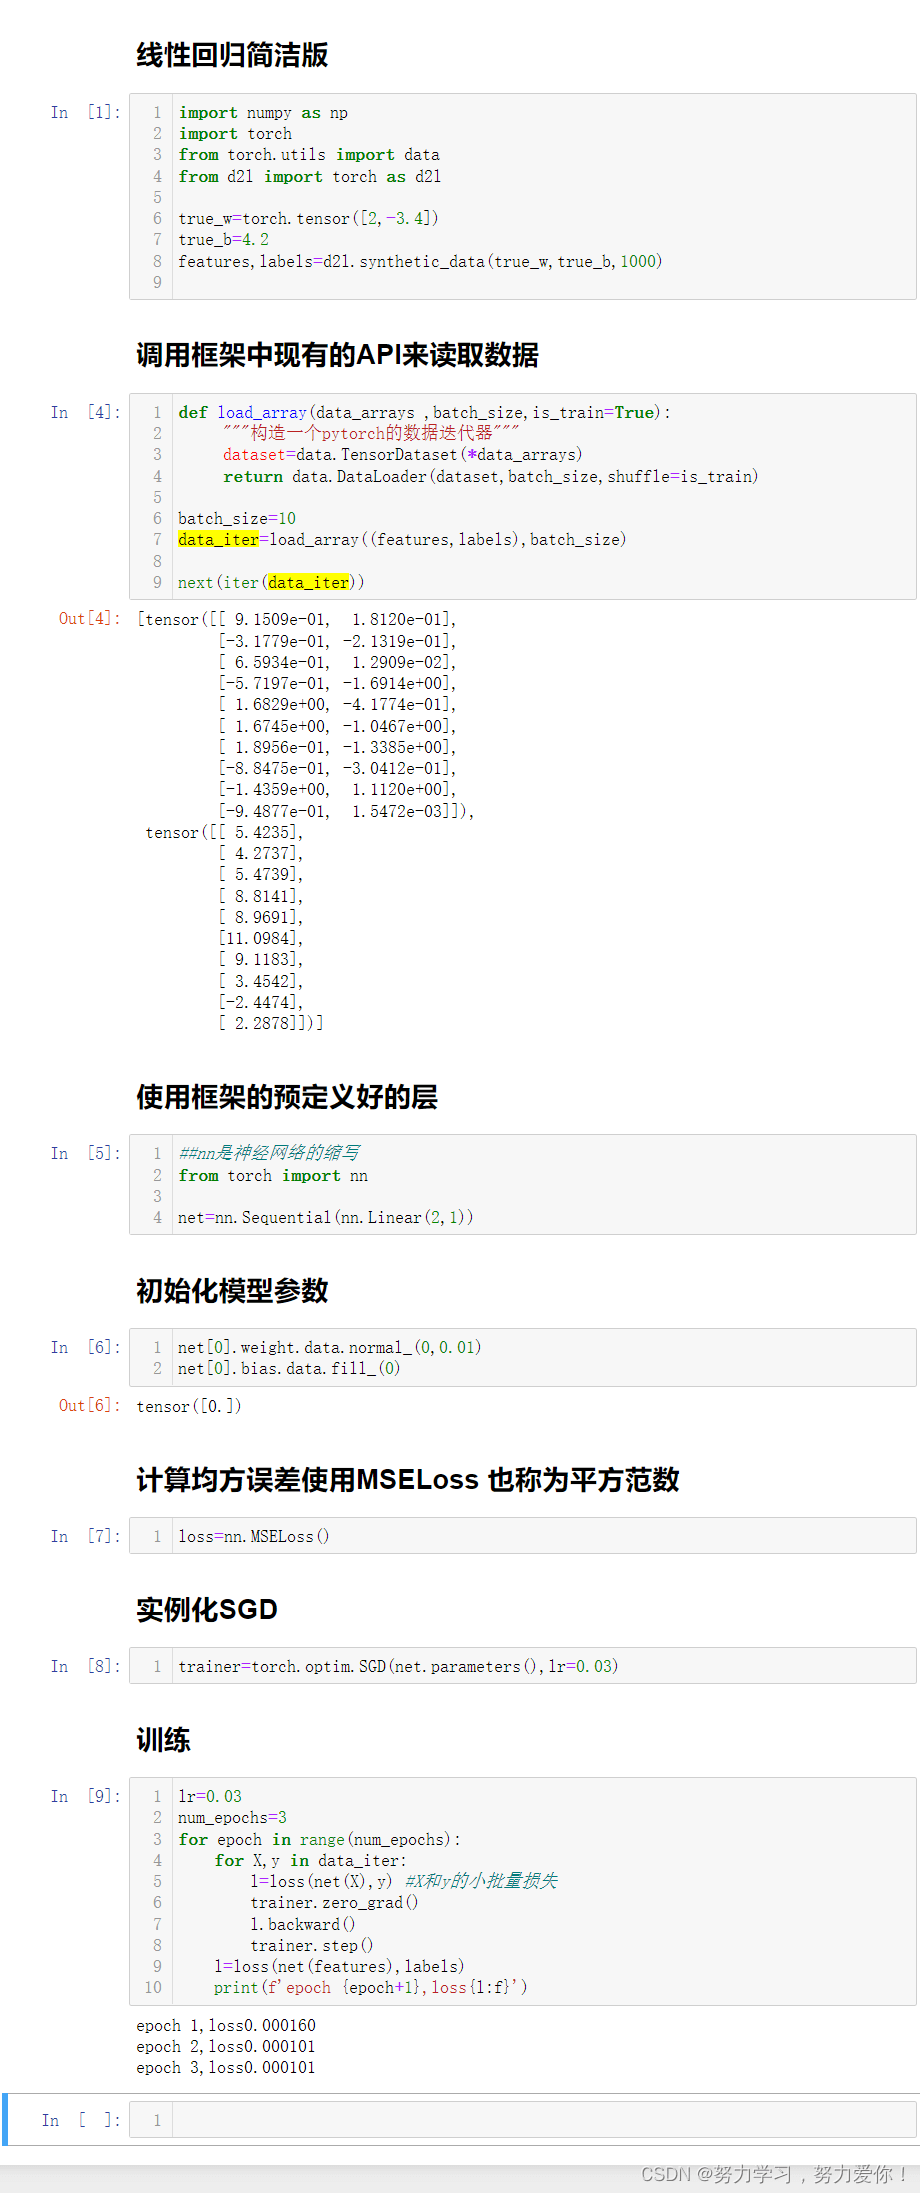 线性回归简洁版
In [1]:
1 import numpy as np
2 import torch
3 from torch.utils import data
4 from d2l import torch as d2l
5
6 true_w=torch.tensor([2,-3.4])
7 true_b=4.2
8 features,labels=d2l.synthetic_data(true_w,true_b,1000)
9
调用框架中现有的API来读取数据
In [4]:
1 def load_array(data_arrays ,batch_size,is_train=True):
2     """构造一个pytorch的数据迭代器"""
3     dataset=data.TensorDataset(*data_arrays)
4     return data.DataLoader(dataset,batch_size,shuffle=is_train)
5
6 batch_size=10
7 data_iter=load_array((features,labels),batch_size)
8
9 next(iter(data_iter))
Out[4]: [tensor([[ 9.1509e-01,  1.8120e-01],
[-3.1779e-01, -2.1319e-01],
[ 6.5934e-01,  1.2909e-02],
[-5.7197e-01, -1.6914e+00],
[ 1.6829e+00, -4.1774e-01],
[ 1.6745e+00, -1.0467e+00],
[ 1.8956e-01, -1.3385e+00],
[-8.8475e-01, -3.0412e-01],
[-1.4359e+00,  1.1120e+00],
[-9.4877e-01,  1.5472e-03]]),
tensor([[ 5.4235],
[ 4.2737],
[ 5.4739],
[ 8.8141],
[ 8.9691],
[11.0984],
[ 9.1183],
[ 3.4542],
[-2.4474],
[ 2.2878]])]
使用框架的预定义好的层
In [5]:
1 ##nn是神经网络的缩写
2 from torch import nn
3
4 net=nn.Sequential(nn.Linear(2,1))
初始化模型参数
In [6]:
1 net[0].weight.data.normal_(0,0.01)
2 net[0].bias.data.fill_(0)
Out[6]: tensor([0.])
计算均方误差使用MSELoss 也称为平方范数
In [7]:
1 loss=nn.MSELoss()
实例化SGD
In [8]:
1 trainer=torch.optim.SGD(net.parameters(),lr=0.03)
训练
In [9]:
1 lr=0.03
2 num_epochs=3
3 for epoch in range(num_epochs):
4     for X,y in data_iter:
5         l=loss(net(X),y) #X和y的小批量损失
6         trainer.zero_grad()
7         l.backward()
8         trainer.step()
9     l=loss(net(features),labels)
10     print(f'epoch {epoch+1},loss{l:f}')
epoch 1,loss0.000160
epoch 2,loss0.000101
epoch 3,loss0.000101
In [ ]:
1
CSDN @努力学习，努力爱你！